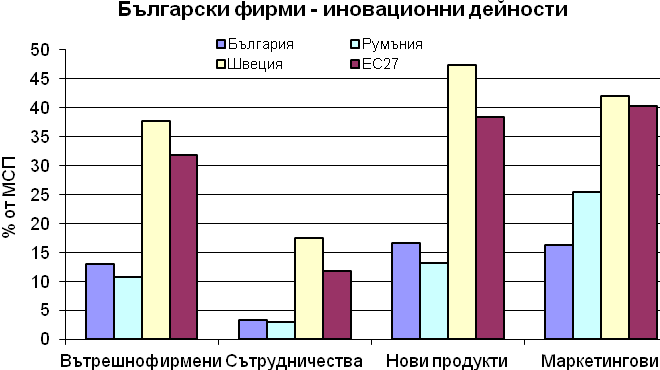 Български фирми - иновационни дейности
България
Румъния
Швеция
ЕС27
% от МСП
50
45
40
35
30
25
20
15
10
5
0
Вътрешнофирмени
Сътрудничества
Нови продукти
Маркетингови